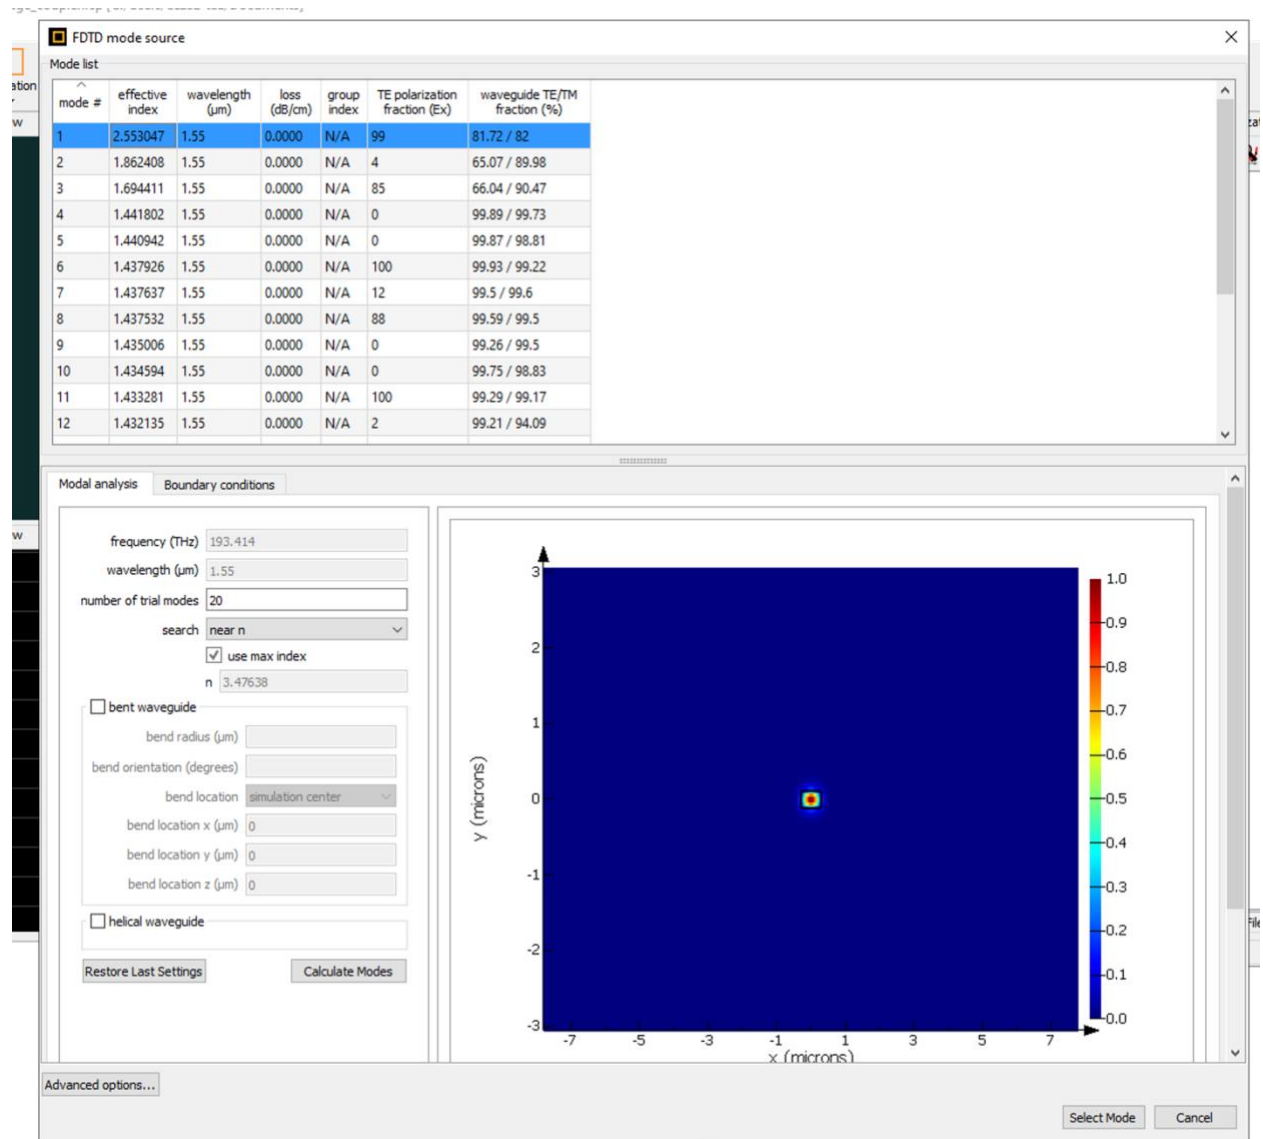 FDTD mode source
Mode list
mode # effective index wavelength (µm) loss (dB/cm) group index TE polarization fraction (Ex) waveguide TE/TM fraction (%)
1 2.553047 1.55 0.0000 N/A 99 81.72 / 82
2 1.862408 1.55 0.0000 N/A 4 65.07 / 89.98
3 1.694411 1.55 0.0000 N/A 85 66.04 / 90.47
4 1.441802 1.55 0.0000 N/A 0 99.89 / 99.73
5 1.440942 1.55 0.0000 N/A 0 99.87 / 98.81
6 1.437926 1.55 0.0000 N/A 100 99.93 / 99.22
7 1.437637 1.55 0.0000 N/A 12 99.5 / 99.6
8 1.437532 1.55 0.0000 N/A 88 99.59 / 99.5
9 1.435006 1.55 0.0000 N/A 0 99.26 / 99.5
10 1.434594 1.55 0.0000 N/A 0 99.75 / 98.83
11 1.433281 1.55 0.0000 N/A 100 99.29 / 99.17
12 1.432135 1.55 0.0000 N/A 2 99.21 / 94.09
Modal analysis Boundary conditions
frequency (THz) 193.414
wavelength (µm) 1.55
number of trial modes 20
search near n
use max index
n 3.47638
bent waveguide
bend radius (µm)
bend orientation (degrees)
bend location simulation center
bend location x (µm) 0
bend location y (µm) 0
bend location z (µm) 0
helical waveguide
Restore Last Settings Calculate Modes
y (microns)
3
2
1
0
-1
-2
-3
-7 -5 -3 -1 1 3 5 7
x (microns)
1.0
0.9
0.8
0.7
0.6
0.5
0.4
0.3
0.2
0.1
0.0
Advanced options...
Select Mode Cancel